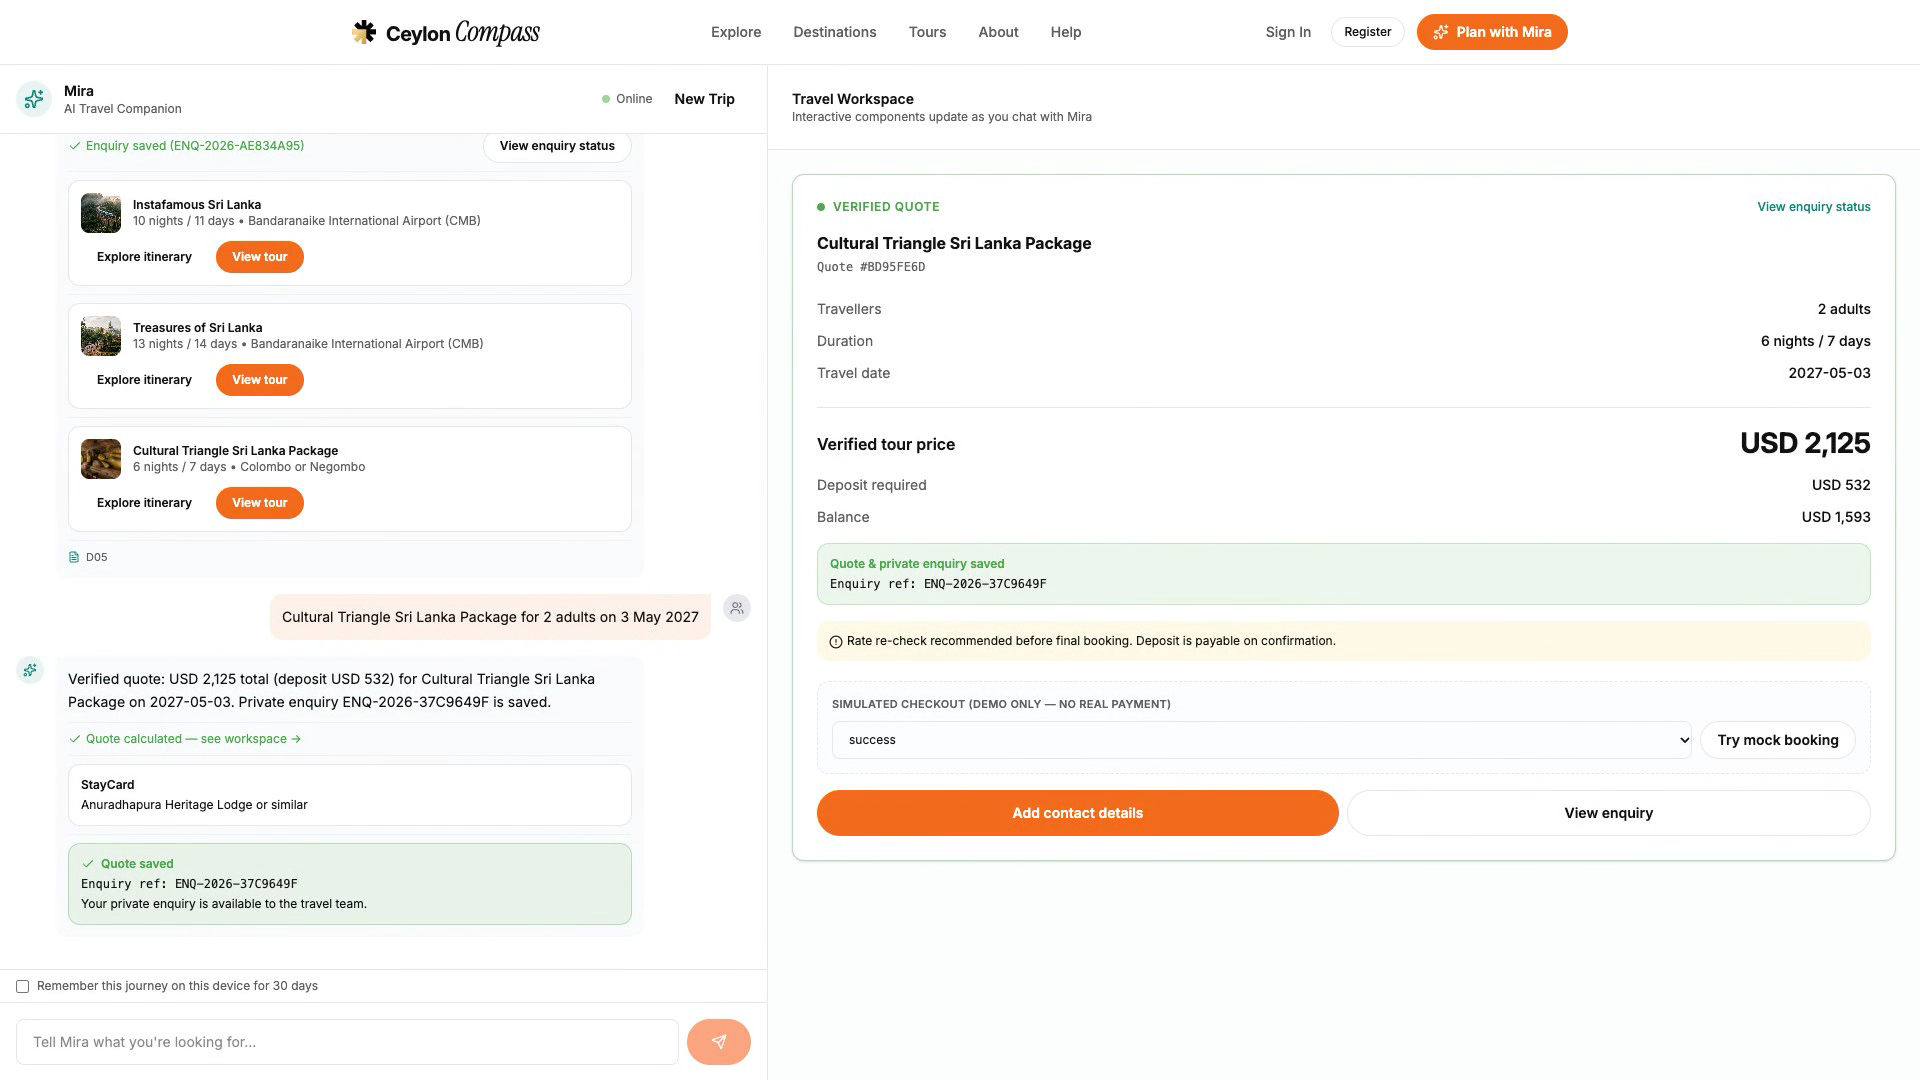 Ceylon Compass
Explore
Destinations
Tours
About
Help
Sign In
Register
Plan with Mira
Mira
AI Travel Companion
Online
New Trip
Enquiry saved (ENQ-2026-AE834A95)
View enquiry status
Instafamous Sri Lanka
10 nights / 11 days • Bandaranaike International Airport (CMB)
Explore itinerary
View tour
Treasures of Sri Lanka
13 nights / 14 days • Bandaranaike International Airport (CMB)
Explore itinerary
View tour
Cultural Triangle Sri Lanka Package
6 nights / 7 days • Colombo or Negombo
Explore itinerary
View tour
D05
Cultural Triangle Sri Lanka Package for 2 adults on 3 May 2027
Verified quote: USD 2,125 total (deposit USD 532) for Cultural Triangle Sri Lanka
Package on 2027-05-03. Private enquiry ENQ-2026-37C9649F is saved.
Quote calculated — see workspace →
StayCard
Anuradhapura Heritage Lodge or similar
Quote saved
Enquiry ref: ENQ-2026-37C9649F
Your private enquiry is available to the travel team.
Remember this journey on this device for 30 days
Tell Mira what you're looking for...
Travel Workspace
Interactive components update as you chat with Mira
VERIFIED QUOTE
View enquiry status
Cultural Triangle Sri Lanka Package
Quote #BD95FE6D
Travellers
2 adults
Duration
6 nights / 7 days
Travel date
2027-05-03
Verified tour price
USD 2,125
Deposit required
USD 532
Balance
USD 1,593
Quote & private enquiry saved
Enquiry ref: ENQ-2026-37C9649F
Rate re-check recommended before final booking. Deposit is payable on confirmation.
SIMULATED CHECKOUT (DEMO ONLY — NO REAL PAYMENT)
success
Try mock booking
Add contact details
View enquiry